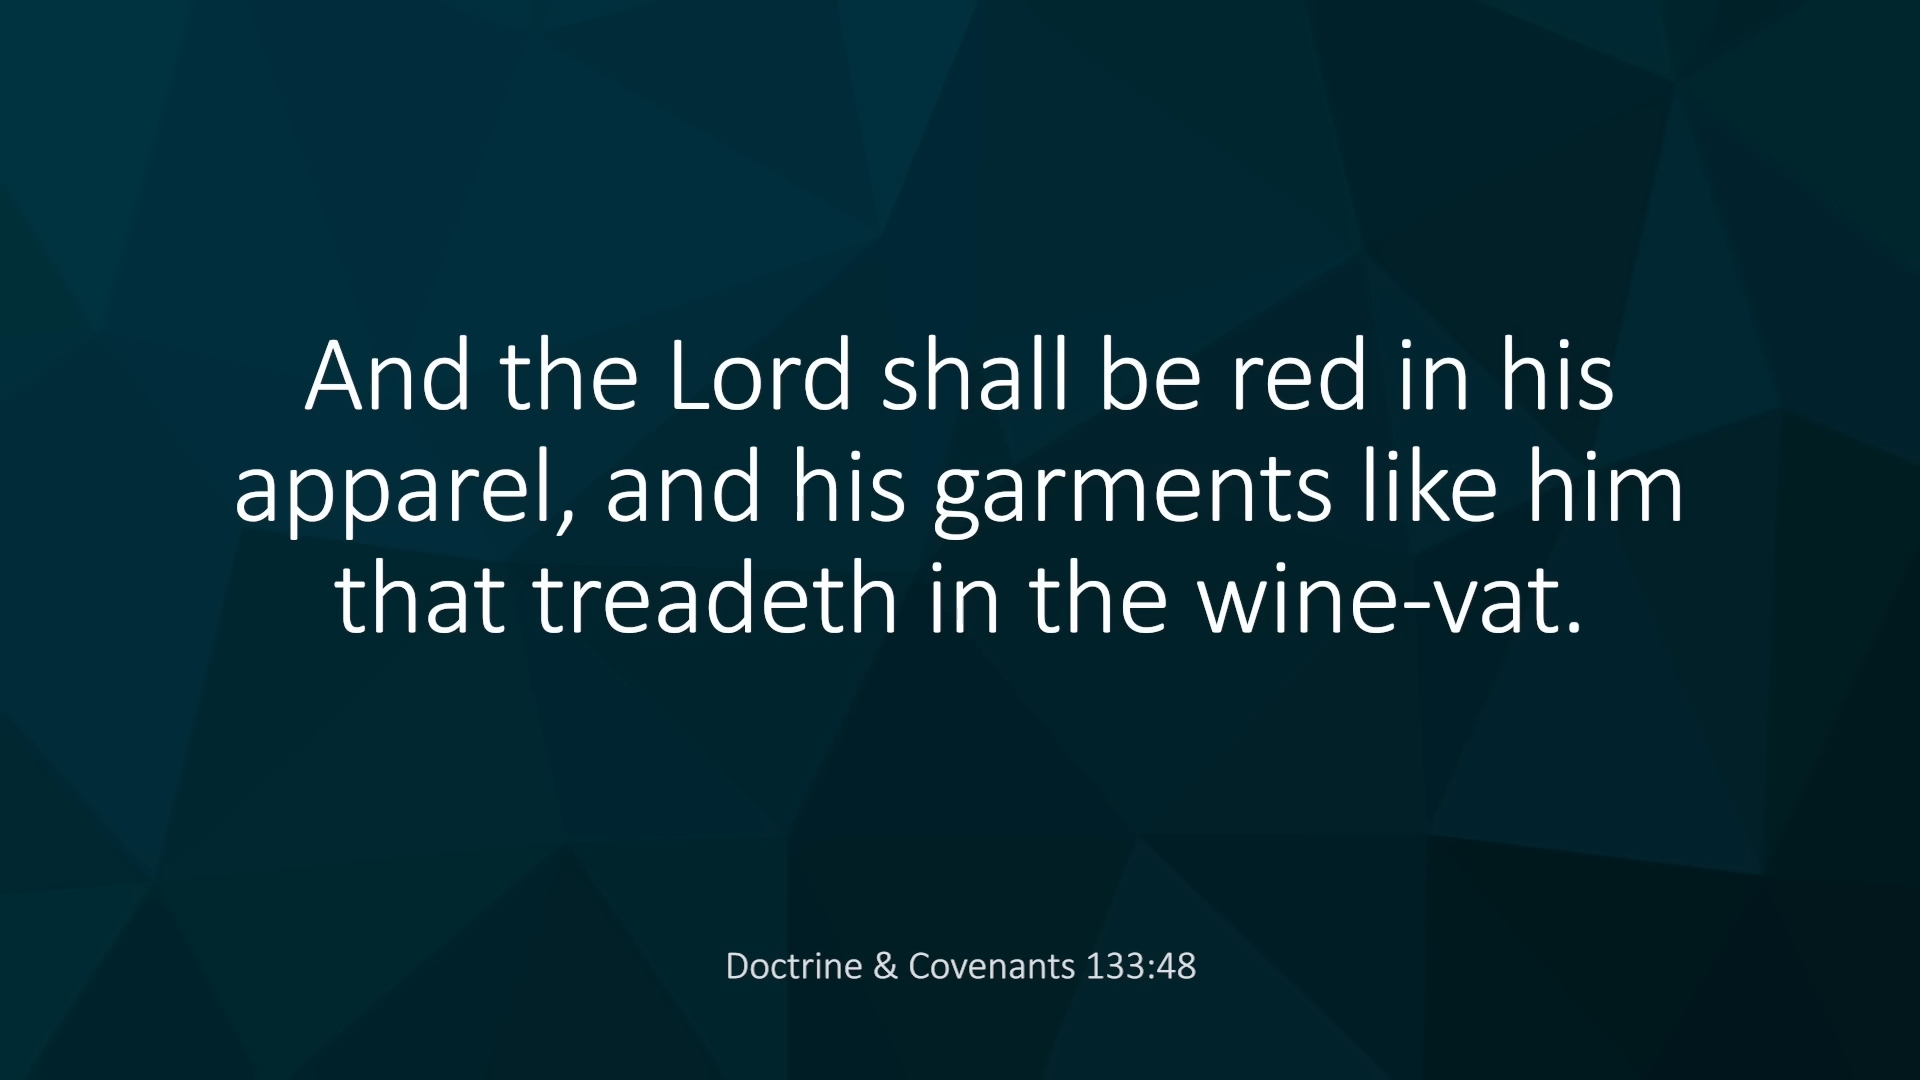 And the Lord shall be red in his
apparel, and his garments like him
that treadeth in the wine-vat.
Doctrine & Covenants 133:48